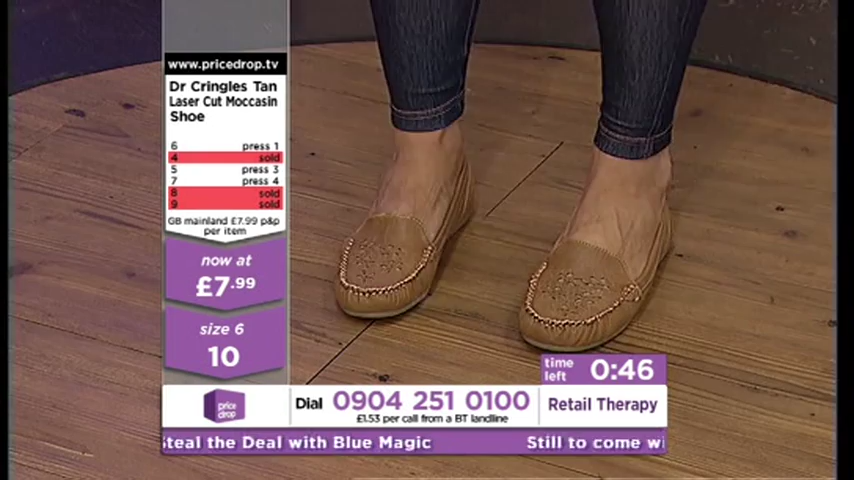 www.pricedrop.tv
Dr Cringles Tan
Laser Cut Moccasin
Shoe
6 press 1
4 sold
5 press 3
7 press 4
8 sold
9 sold
GB mainland £7.99 p&p
per item
now at
£7.99
size 6
10
time
left 0:46
price
drop
Dial 0904 251 0100
£1.53 per call from a BT landline
Retail Therapy
Steal the Deal with Blue Magic Still to come wi